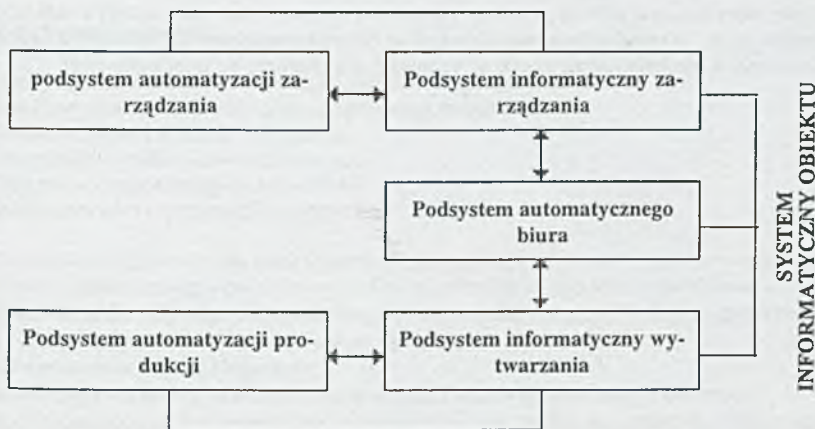 podsystem automatyzacji za-
rządzania
Podsystem informatyczny za-
rządzania
Podsystem automatycznego
biura
Podsystem automatyzacji pro-
dukcji
Podsystem informatyczny wy-
twarzania
SYSTEM
INFORMATYCZNY OBIEKTU